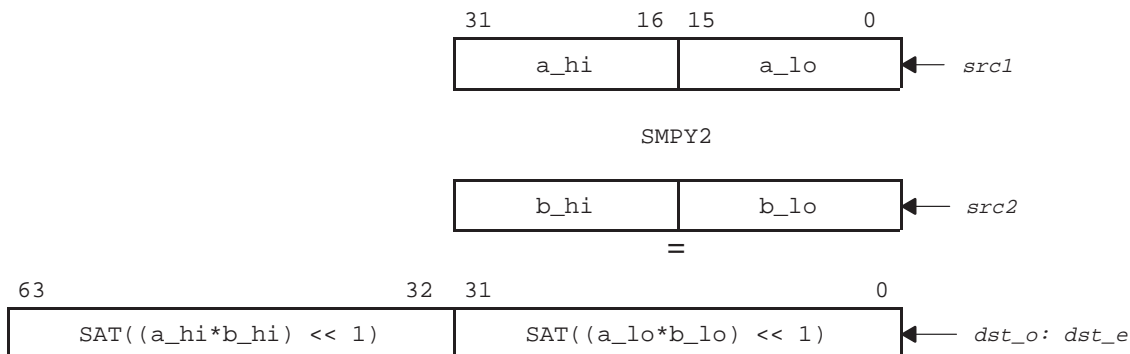 31 16 15 0
a_hi a_lo src1
SMPY2
b_hi b_lo src2
=
63 32 31 0
SAT((a_hi*b_hi) << 1) SAT((a_lo*b_lo) << 1) dst_o: dst_e